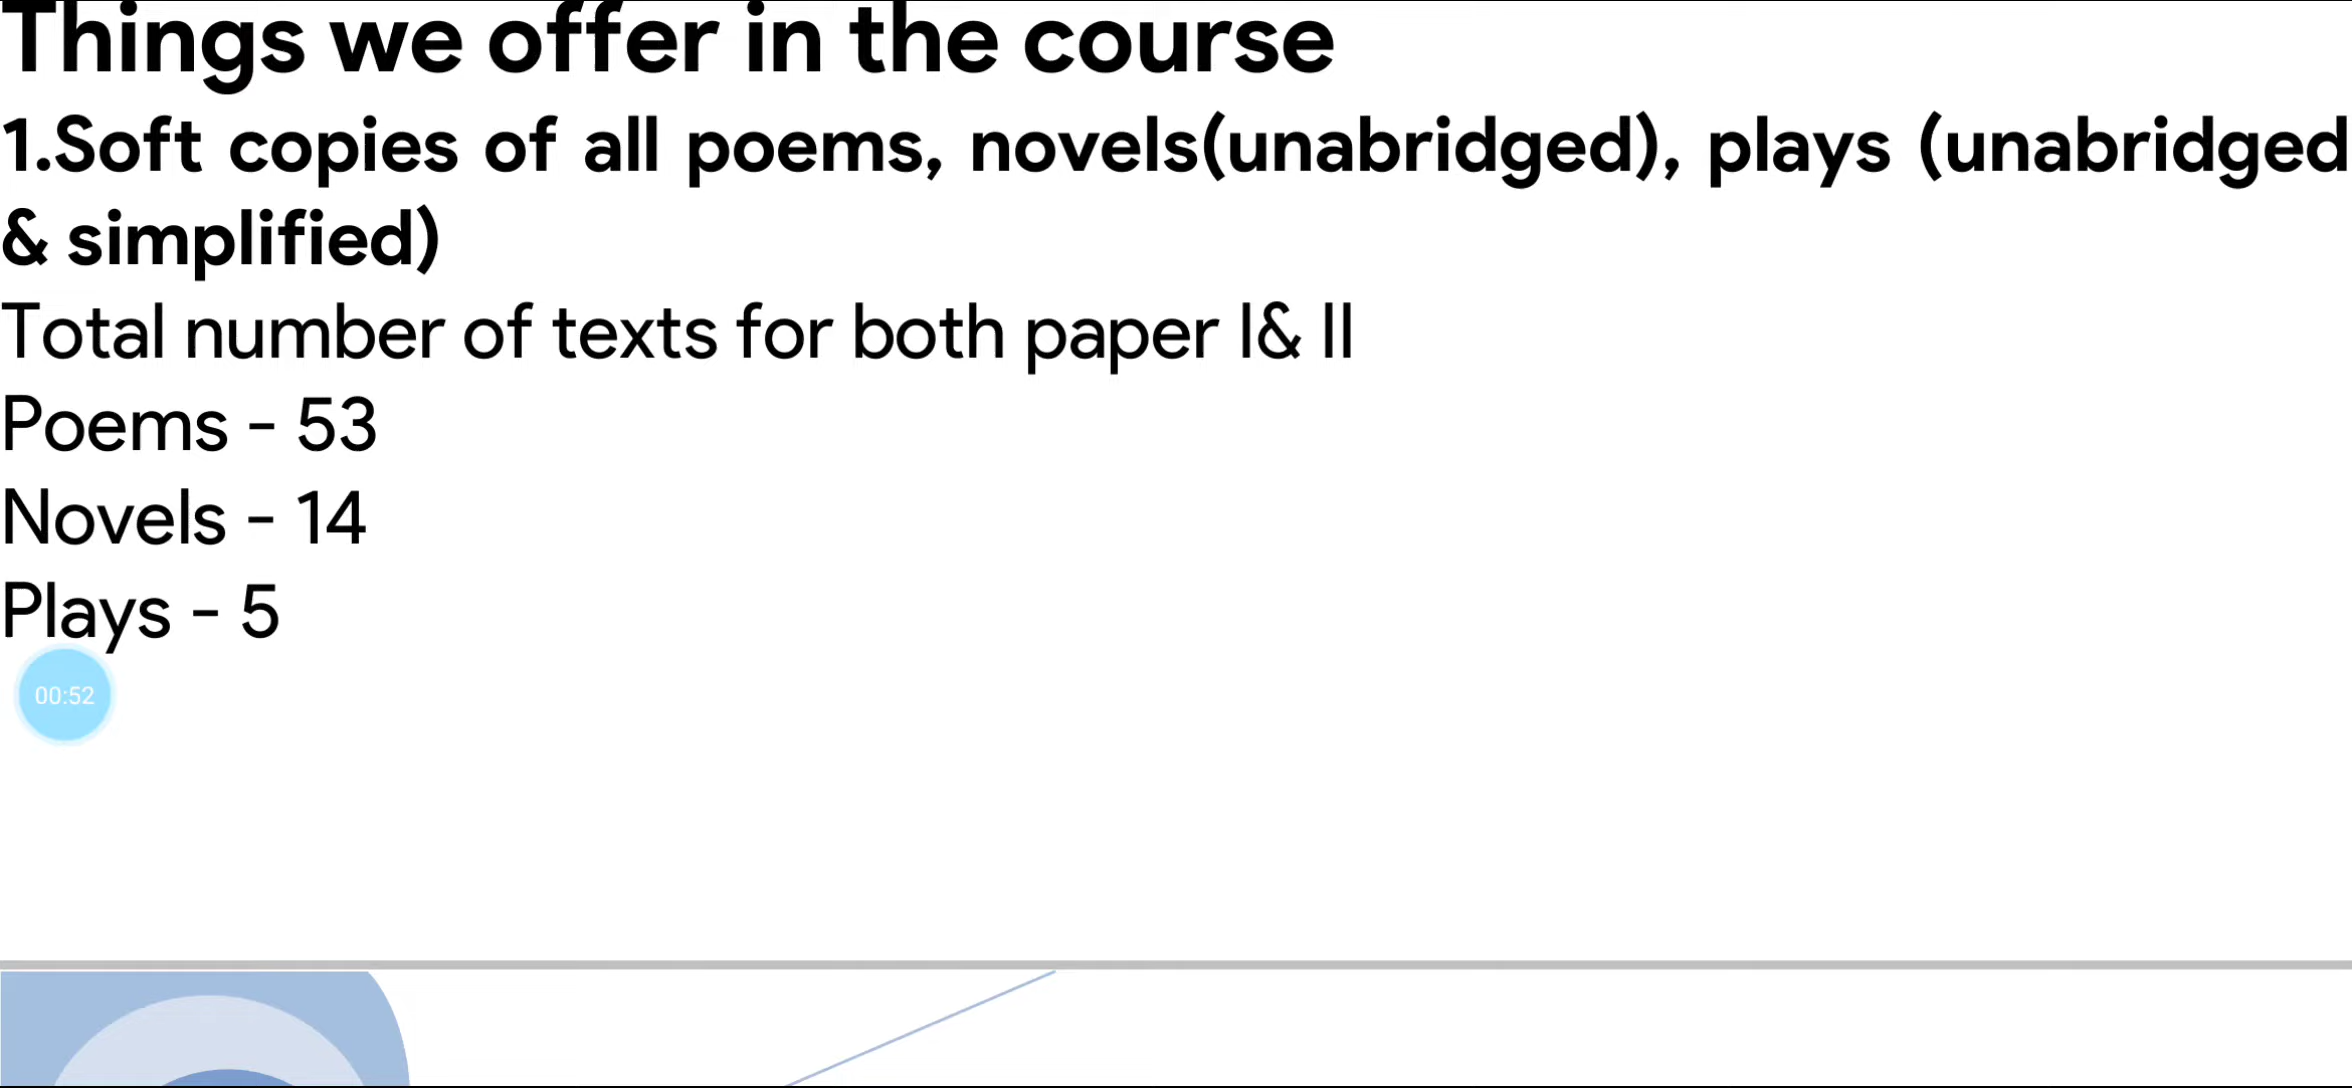 Things we offer in the course
1.Soft copies of all poems, novels(unabridged), plays (unabridged
& simplified)
Total number of texts for both paper I& II
Poems - 53
Novels - 14
Plays - 5
00:52